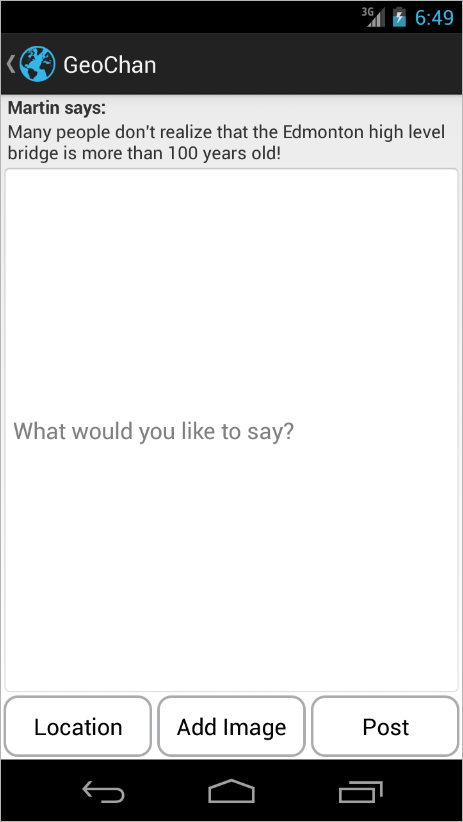 3G
6:49
GeoChan
Martin says:
Many people don't realize that the Edmonton high level
bridge is more than 100 years old!
What would you like to say?
Location
Add Image
Post